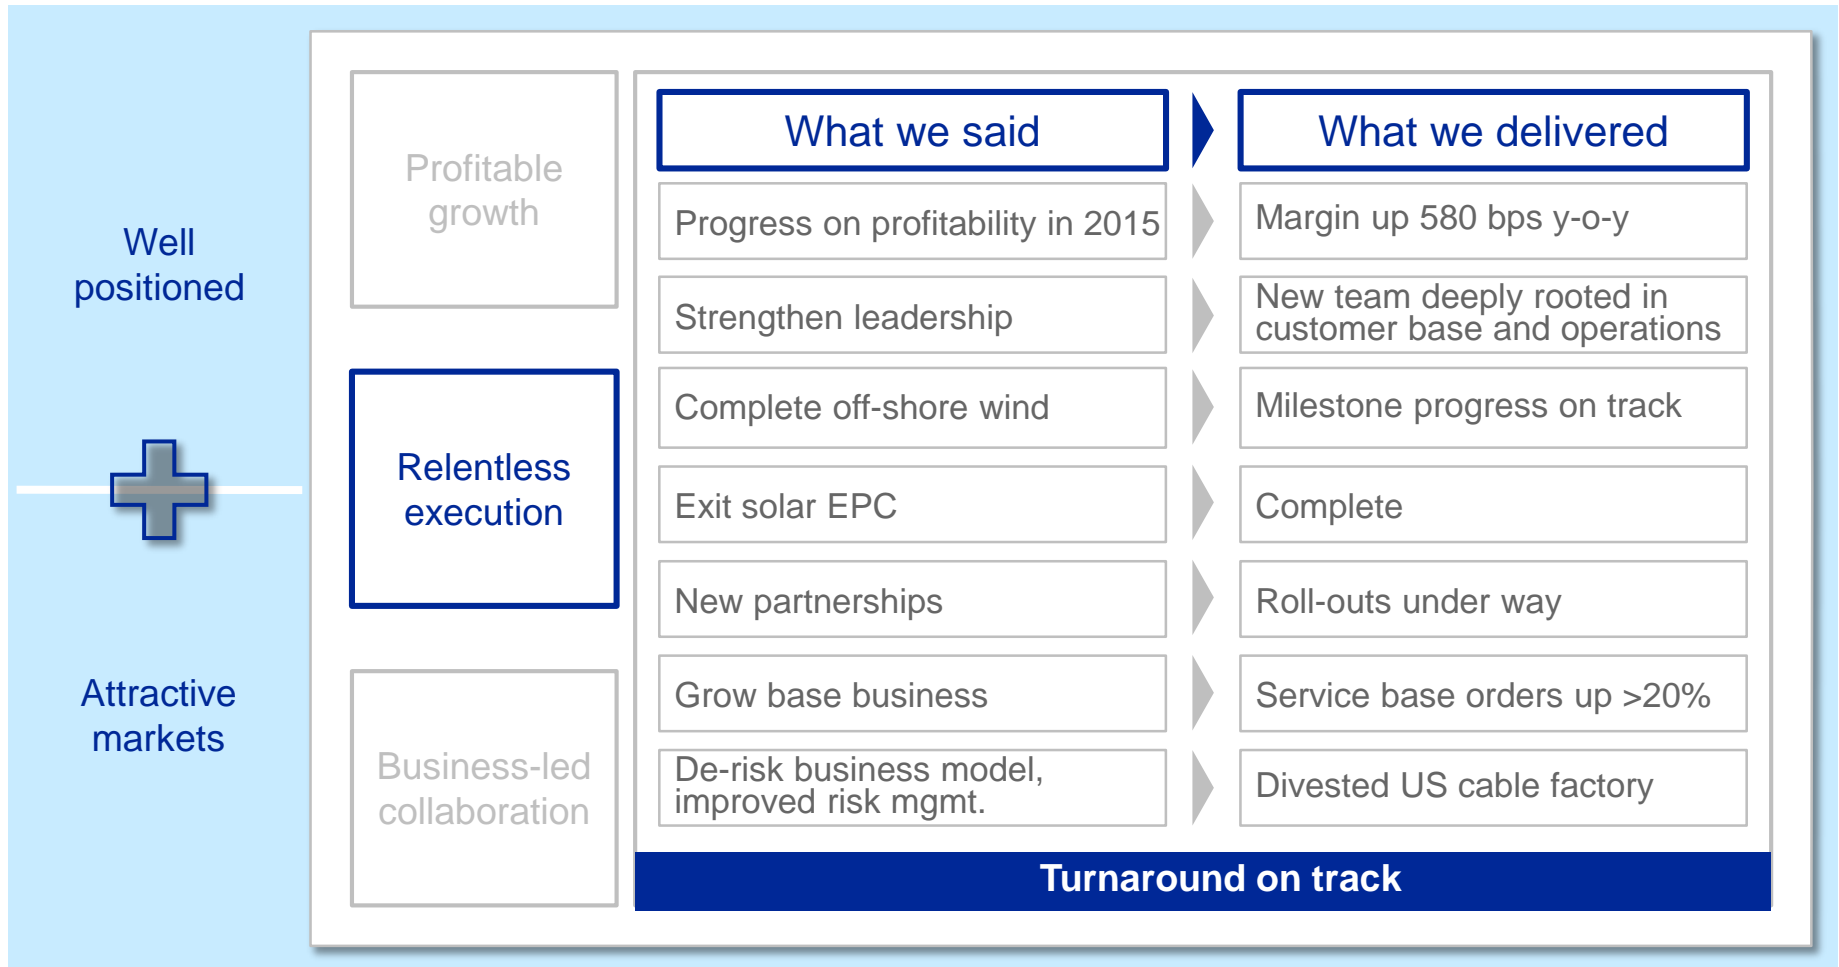 Well
positioned
Attractive
markets
Profitable
growth
Relentless
execution
Business-led
collaboration
What we said
What we delivered
Progress on profitability in 2015
Margin up 580 bps y-o-y
Strengthen leadership
New team deeply rooted in
customer base and operations
Complete off-shore wind
Milestone progress on track
Exit solar EPC
Complete
New partnerships
Roll-outs under way
Grow base business
Service base orders up >20%
De-risk business model,
improved risk mgmt.
Divested US cable factory
Turnaround on track